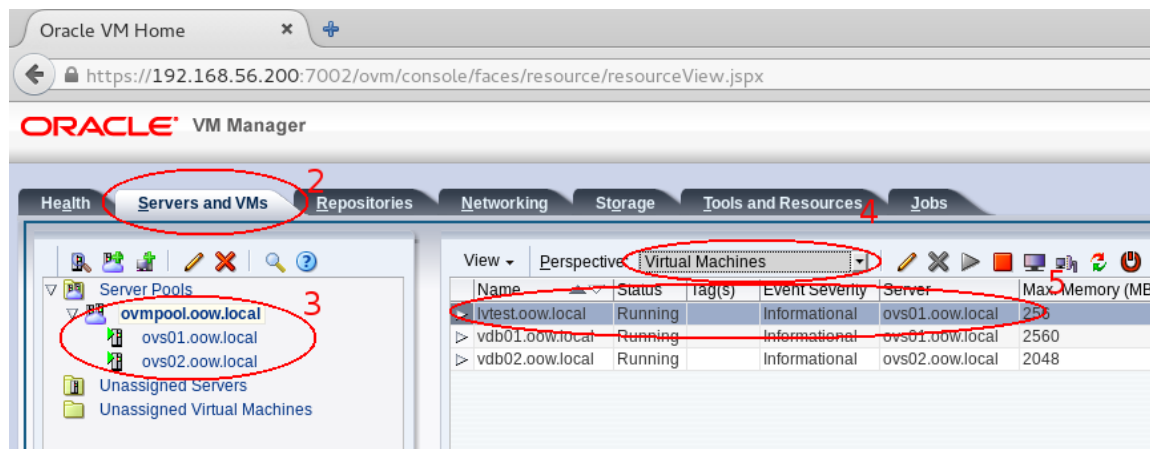 Oracle VM Home
https://192.168.56.200:7002/ovm/console/faces/resource/resourceView.jspx
ORACLE® VM Manager
2
Health Servers and VMs Repositories Networking Storage Tools and Resources Jobs
4
View Perspective Virtual Machines
5
Name Status Tag(s) Event Severity Server Max. Memory (MB
lvtest.oow.local Running Informational ovs01.oow.local 256
vdb01.oow.local Running Informational ovs01.oow.local 2560
vdb02.oow.local Running Informational ovs02.oow.local 2048
Server Pools
3
ovmpool.oow.local
ovs01.oow.local
ovs02.oow.local
Unassigned Servers
Unassigned Virtual Machines